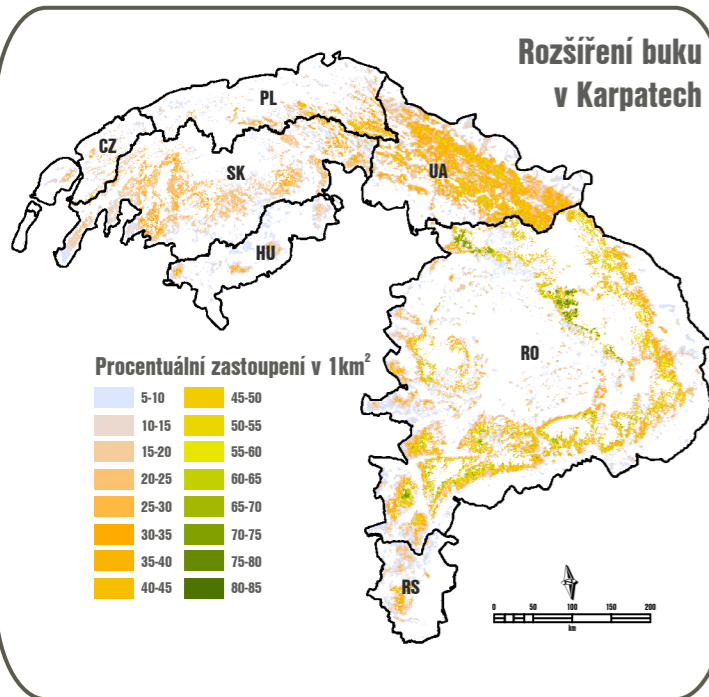 Rozšíření buku
v Karpatech
PL
CZ
SK
UA
HU
RO
RS
Procentuální zastoupení v 1km²
5-10
10-15
15-20
20-25
25-30
30-35
35-40
40-45
45-50
50-55
55-60
60-65
65-70
70-75
75-80
80-85
0 50 100 150 200
km